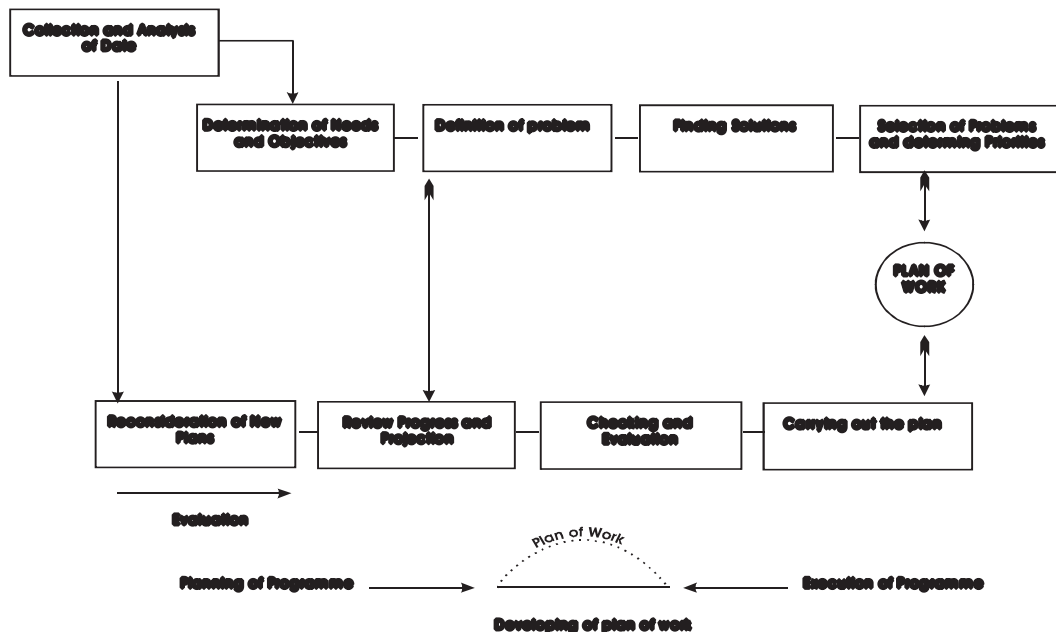 Collection and Analysis
of Date
Determination of Needs
and Objectives
Definition of problem
Finding Solutions
Selection of Problems
and determing Priorities
PLAN OF
WORK
Reconsideration of New
Plans
Review Progress and
Projection
Checking and
Evaluation
Carrying out the plan
Evaluation
Plan of Work
Planning of Programme
Execution of Programme
Developing of plan of work